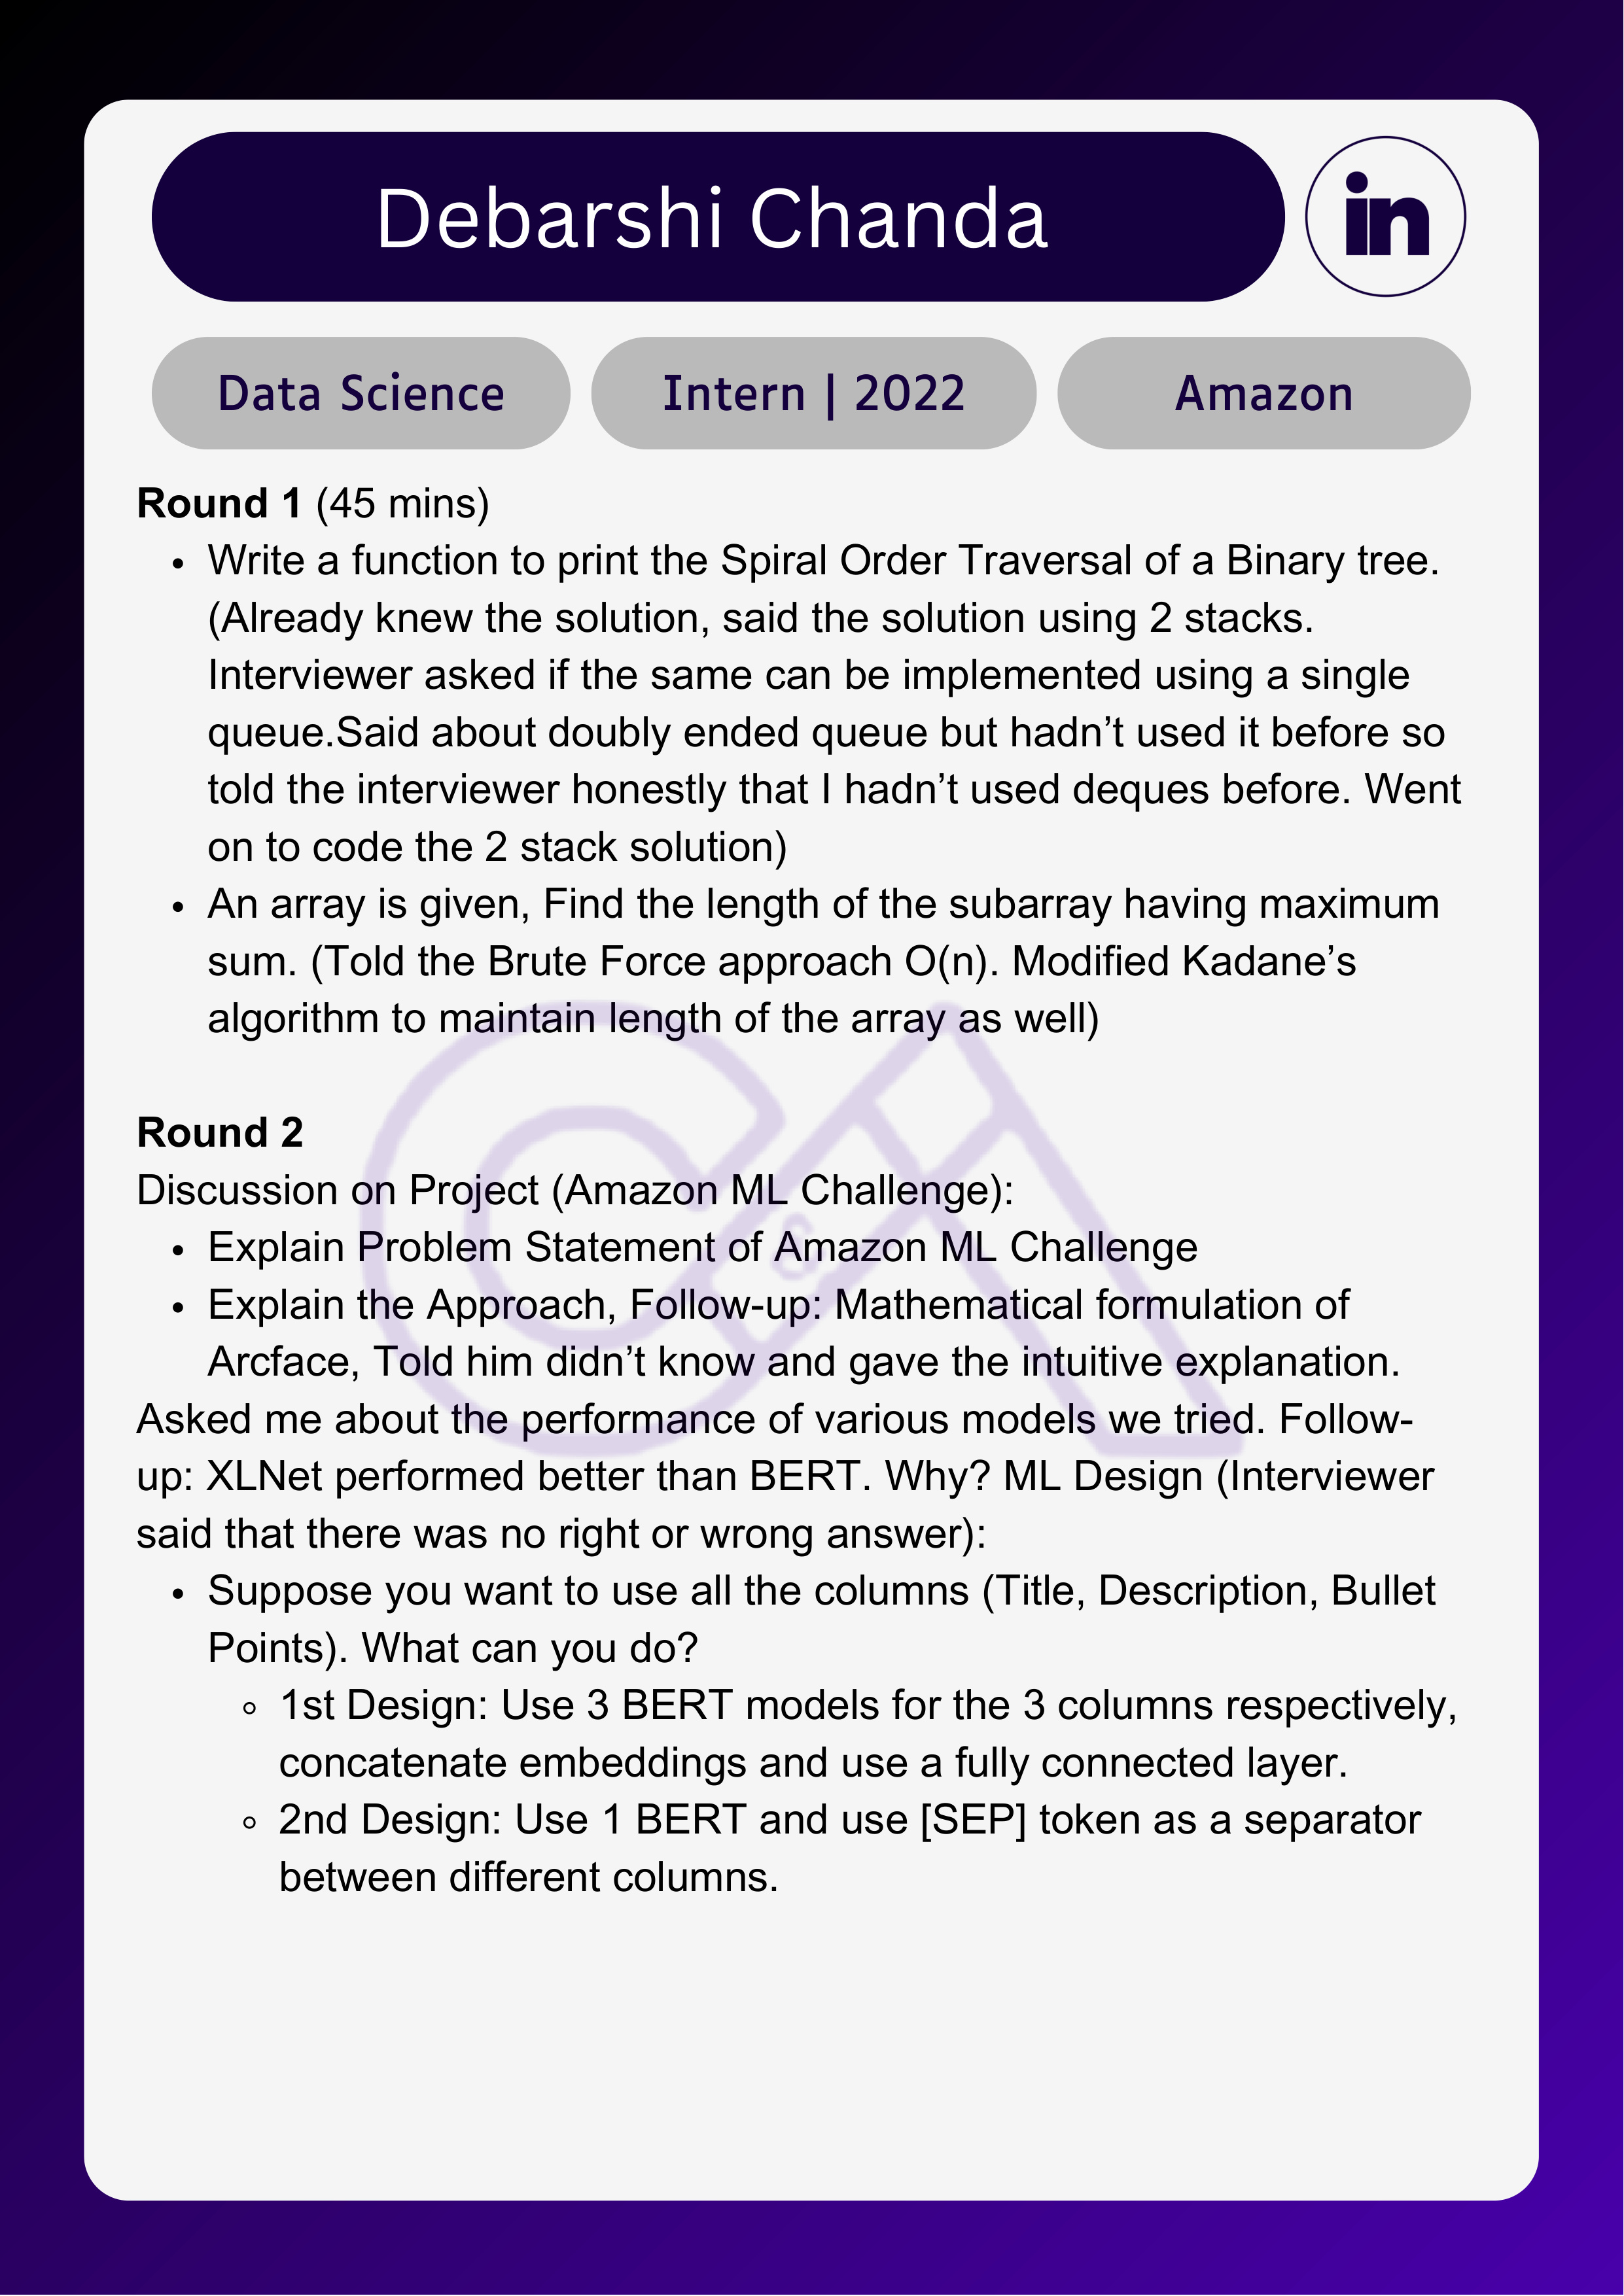 Debarshi Chanda
in
Data Science
Intern | 2022
Amazon
Round 1 (45 mins)
• Write a function to print the Spiral Order Traversal of a Binary tree.
(Already knew the solution, said the solution using 2 stacks.
Interviewer asked if the same can be implemented using a single
queue.Said about doubly ended queue but hadn’t used it before so
told the interviewer honestly that I hadn’t used deques before. Went
on to code the 2 stack solution)
• An array is given, Find the length of the subarray having maximum
sum. (Told the Brute Force approach O(n). Modified Kadane’s
algorithm to maintain length of the array as well)
Round 2
Discussion on Project (Amazon ML Challenge):
• Explain Problem Statement of Amazon ML Challenge
• Explain the Approach, Follow-up: Mathematical formulation of
Arcface, Told him didn’t know and gave the intuitive explanation.
Asked me about the performance of various models we tried. Follow-
up: XLNet performed better than BERT. Why? ML Design (Interviewer
said that there was no right or wrong answer):
• Suppose you want to use all the columns (Title, Description, Bullet
Points). What can you do?
◦ 1st Design: Use 3 BERT models for the 3 columns respectively,
concatenate embeddings and use a fully connected layer.
◦ 2nd Design: Use 1 BERT and use [SEP] token as a separator
between different columns.